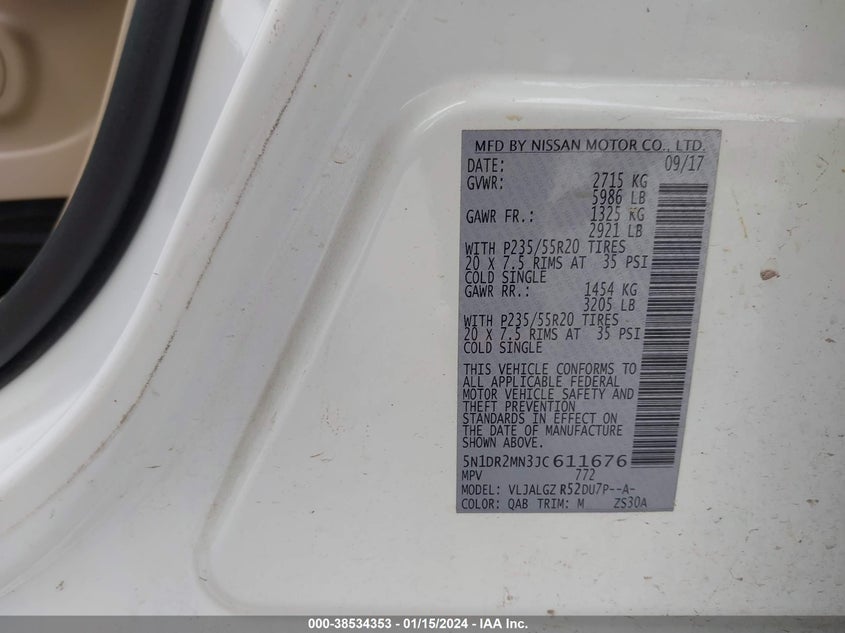 MFD BY NISSAN MOTOR CO., LTD.
DATE: 09/17
GVWR: 2715 KG
5986 LB
GAWR FR.: 1325 KG
2921 LB
WITH P235/55R20 TIRES
20 X 7.5 RIMS AT 35 PSI
COLD SINGLE
GAWR RR.: 1454 KG
3205 LB
WITH P235/55R20 TIRES
20 X 7.5 RIMS AT 35 PSI
COLD SINGLE
THIS VEHICLE CONFORMS TO
ALL APPLICABLE FEDERAL
MOTOR VEHICLE SAFETY AND
THEFT PREVENTION
STANDARDS IN EFFECT ON
THE DATE OF MANUFACTURE
SHOWN ABOVE.
5N1DR2MN3JC611676
MPV 772
MODEL: VLJALGZ R52DU7P--A-
COLOR: QAB TRIM: M ZS30A
000-38534353 - 01/15/2024 - IAA Inc.